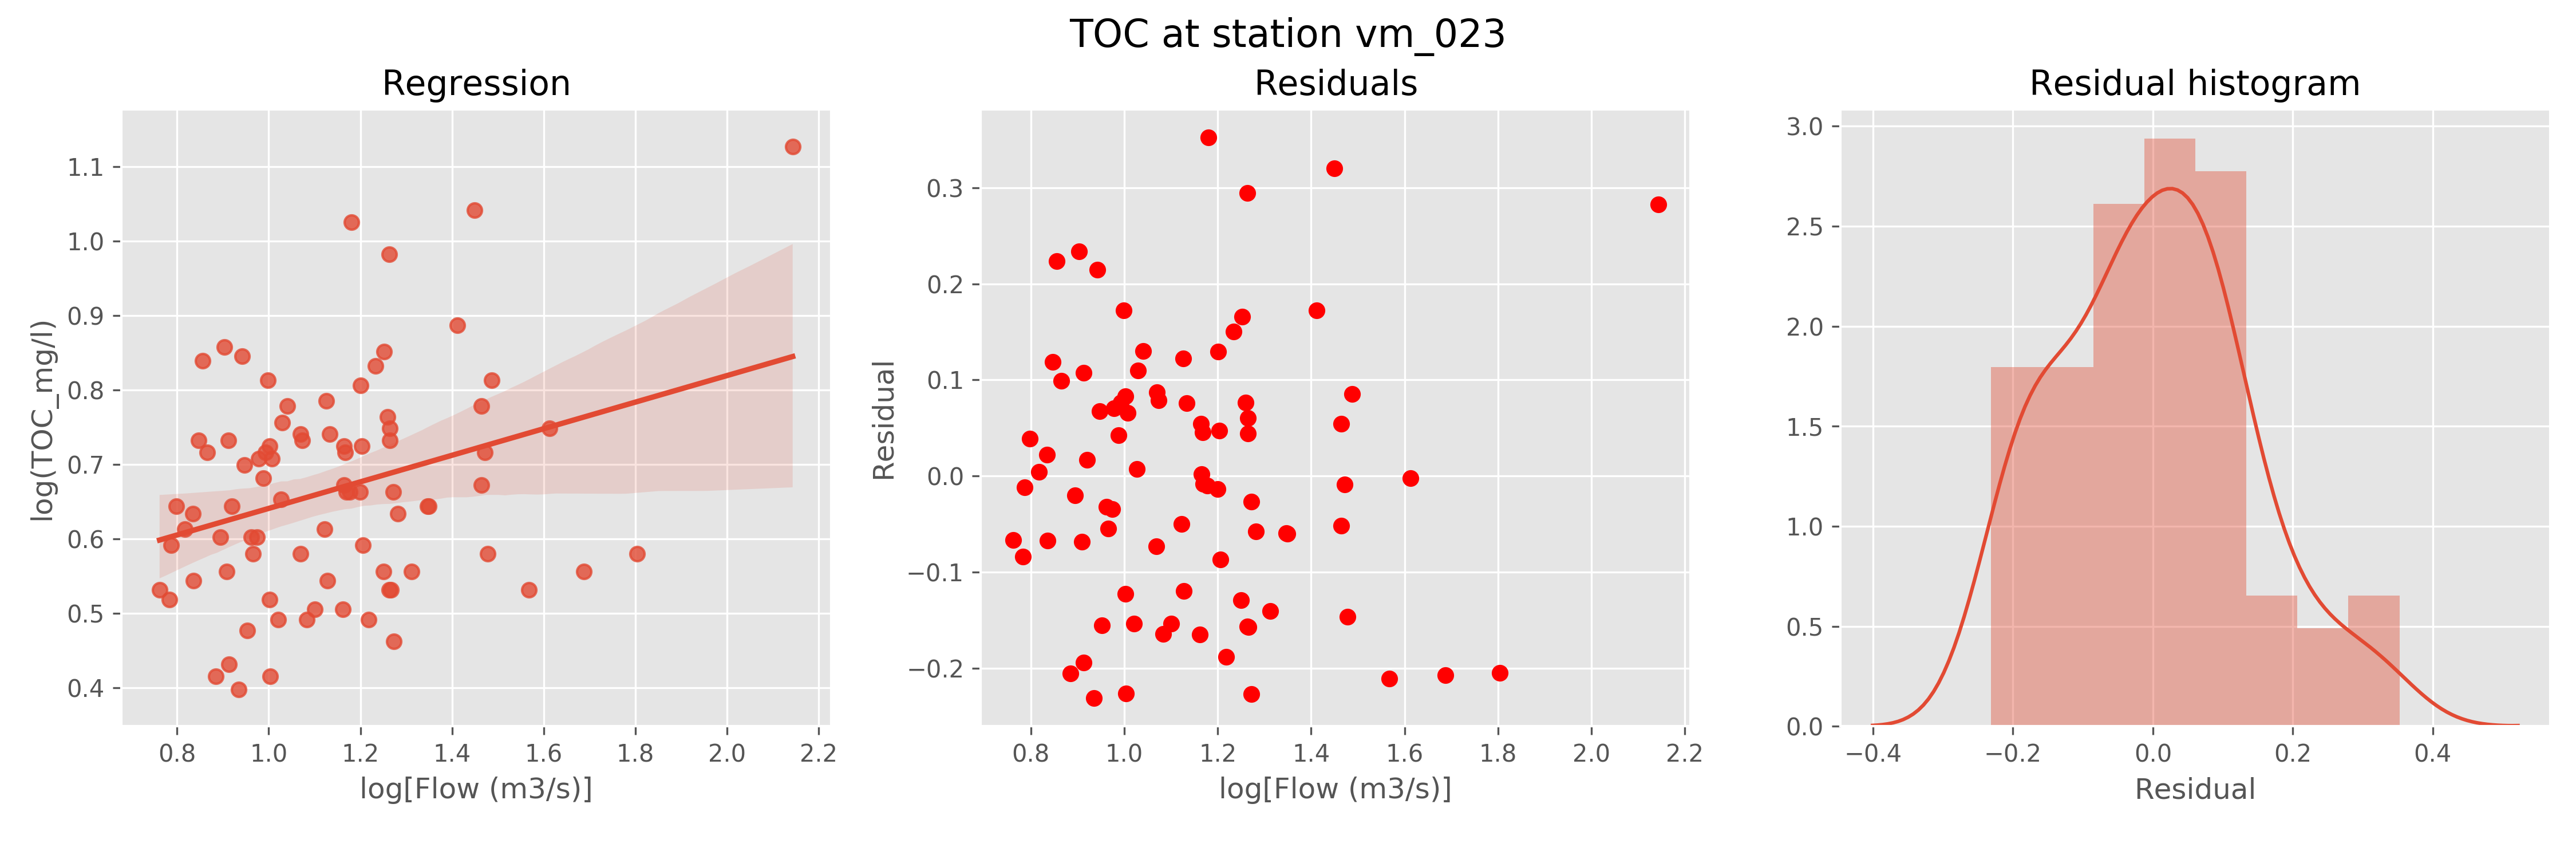 TOC at station vm_023
Regression
log(TOC_mg/l)
1.1
1.0
0.9
0.8
0.7
0.6
0.5
0.4
0.8 1.0 1.2 1.4 1.6 1.8 2.0 2.2
log[Flow (m3/s)]
Residuals
Residual
0.3
0.2
0.1
0.0
−0.1
−0.2
0.8 1.0 1.2 1.4 1.6 1.8 2.0 2.2
log[Flow (m3/s)]
Residual histogram
3.0
2.5
2.0
1.5
1.0
0.5
0.0
−0.4 −0.2 0.0 0.2 0.4
Residual